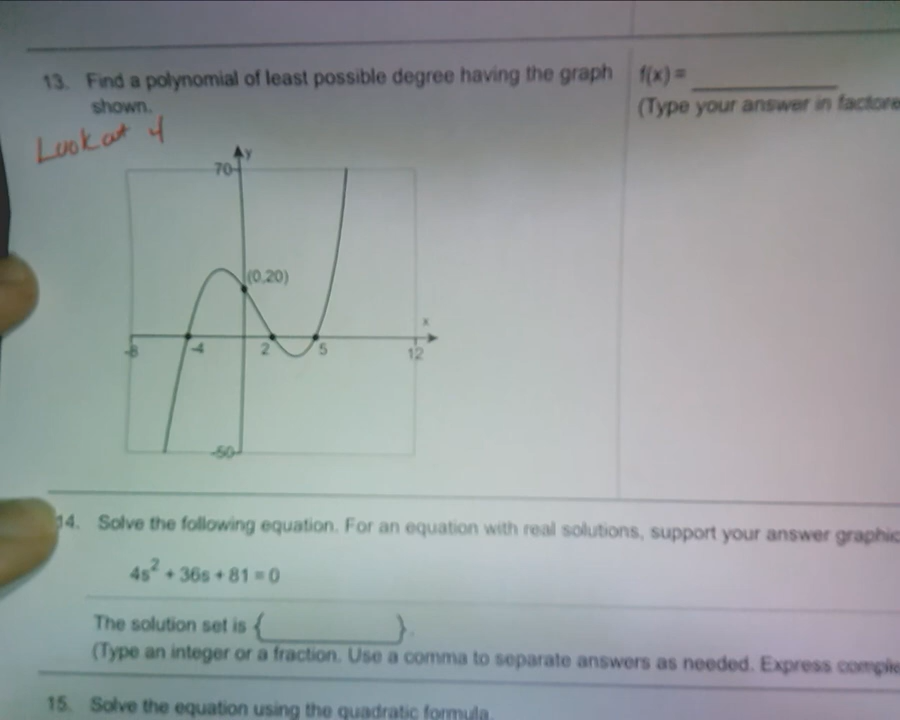 13. Find a polynomial of least possible degree having the graph
shown.
f(x) =
(Type your answer in factore
Look at y
70
y
(0,20)
x
-8
-4
2
5
12
-50
14. Solve the following equation. For an equation with real solutions, support your answer graphic
4s² + 36s + 81 = 0
The solution set is { }.
(Type an integer or a fraction. Use a comma to separate answers as needed. Express comple
15. Solve the equation using the quadratic formula.